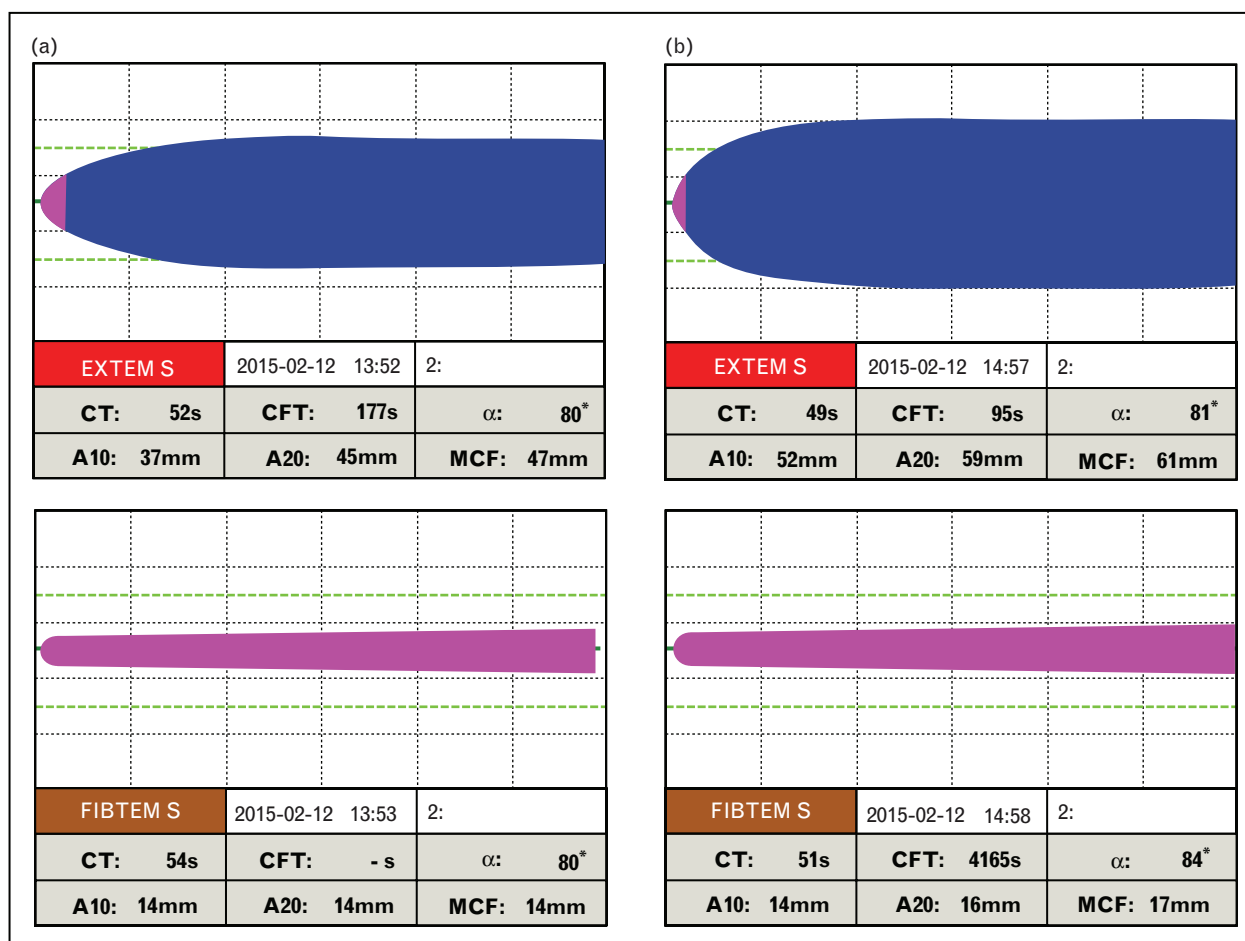 (a)
EXTEM S 2015-02-12 13:52 2:
CT: 52s CFT: 177s α: 80*
A10: 37mm A20: 45mm MCF: 47mm
FIBTEM S 2015-02-12 13:53 2:
CT: 54s CFT: - s α: 80*
A10: 14mm A20: 14mm MCF: 14mm
(b)
EXTEM S 2015-02-12 14:57 2:
CT: 49s CFT: 95s α: 81*
A10: 52mm A20: 59mm MCF: 61mm
FIBTEM S 2015-02-12 14:58 2:
CT: 51s CFT: 4165s α: 84*
A10: 14mm A20: 16mm MCF: 17mm